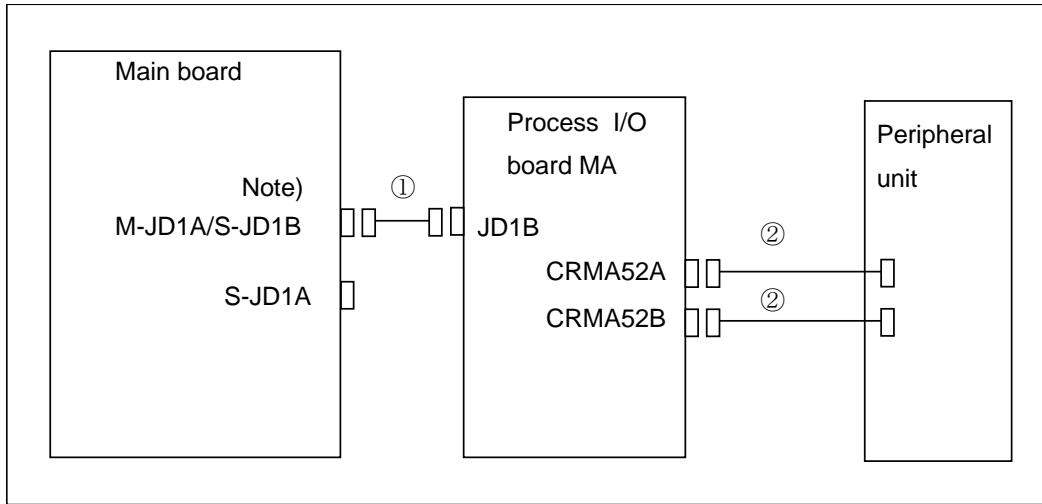 Main board
Note)
M-JD1A/S-JD1B
S-JD1A
①
Process I/O
board MA
JD1B
CRMA52A
CRMA52B
②
②
Peripheral
unit